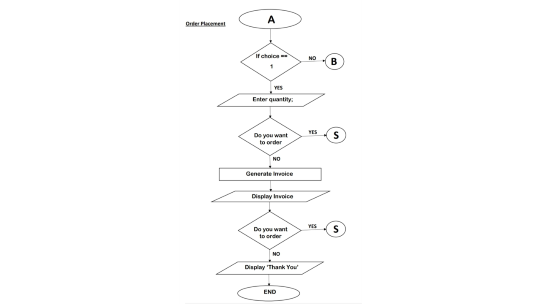 Order Placement
A
If choice ==
1
NO
B
YES
Enter quantity;
Do you want
to order
YES
S
NO
Generate Invoice
Display Invoice
Do you want
to order
YES
S
NO
Display 'Thank You'
END